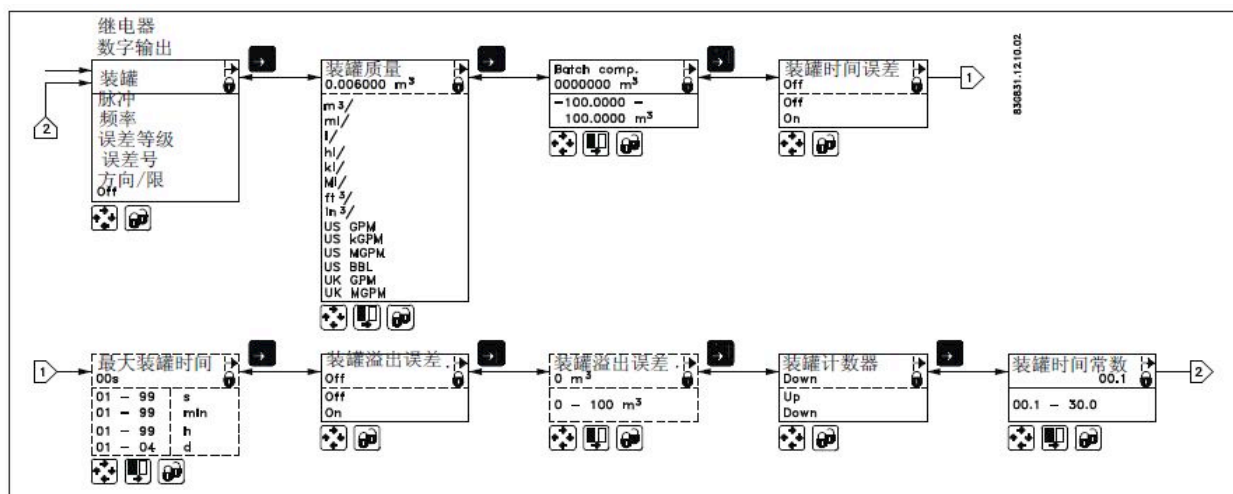 继电器
数字输出
装罐
脉冲
频率
误差等级
误差号
方向/限
Off
2
装罐质量
0.006000 m³
m³/
ml/
l/
hl/
kl/
Ml/
ft³/
in³/
US GPM
US kGPM
US MGPM
US BBL
UK GPM
UK MGPM
Batch comp.
0000000 m³
-100.0000 -
100.0000 m³
装罐时间误差
Off
Off
On
1
830831.1210.02
1
最大装罐时间
00s
01 - 99 s
01 - 99 min
01 - 99 h
01 - 04 d
装罐溢出误差.
Off
Off
On
装罐溢出误差.
0 m³
0 - 100 m³
装罐计数器
Down
Up
Down
装罐时间常数
00.1
00.1 - 30.0
2